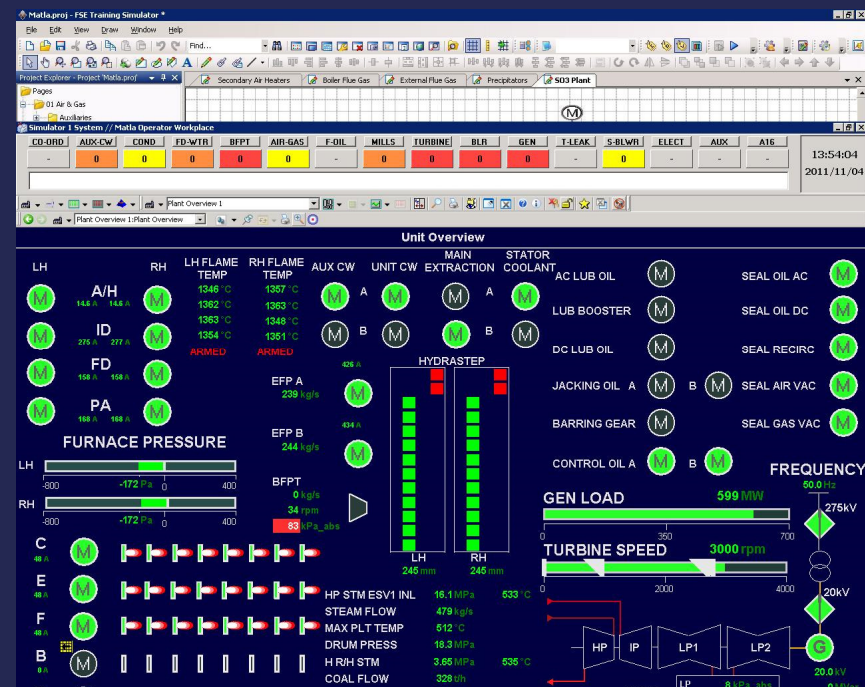 Matla.proj - FSE Training Simulator *
File Edit View Draw Window Help
Find...
Project Explorer - Project 'Matla.proj'
Secondary Air Heaters Boiler Flue Gas External Flue Gas Precipitators SO3 Plant
Pages
01 Air & Gas
Auxiliaries
M
Simulator 1 System // Matla Operator Workplace
CO-ORD AUX-CW COND FD-WTR BFPT AIR-GAS F-OIL MILLS TURBINE BLR GEN T-LEAK S-BLWR ELECT AUX A16
- 0 0 0 0 0 - 0 0 0 0 - 0 - - -
13:54:04
2011/11/04
Plant Overview 1
Plant Overview 1:Plant Overview
Unit Overview
LH RH LH FLAME TEMP RH FLAME TEMP AUX CW UNIT CW MAIN EXTRACTION STATOR COOLANT
A/H
14.6 A 14.6 A
ID
275 A 277 A
FD
158 A 158 A
PA
168 A 168 A
1346 °C 1357 °C
1362 °C 1363 °C
1363 °C 1348 °C
1354 °C 1351 °C
ARMED ARMED
M A M M A M
M B M M B M
AC LUB OIL M SEAL OIL AC M
LUB BOOSTER M SEAL OIL DC M
DC LUB OIL M SEAL RECIRC M
JACKING OIL A M B M SEAL AIR VAC M
BARRING GEAR M SEAL GAS VAC M
CONTROL OIL A M B M
HYDRASTEP
426 A
EFP A
239 kg/s
M
434 A
EFP B
244 kg/s
M
BFPT
0 kg/s
34 rpm
83 kPa_abs
LH RH
245 mm 245 mm
FURNACE PRESSURE
LH
-800 -172 Pa 0 400
RH
-800 -172 Pa 0 400
FREQUENCY
50.0 Hz
275kV
GEN LOAD 599 MW
0 350 700
TURBINE SPEED 3000 rpm
0 2000 4000
20kV
C
48 A M
E
48 A M
F
48 A M
B
0 A M
HP STM ESV1 INL 16.1 MPa 533 °C
STEAM FLOW 479 kg/s
MAX PLT TEMP 512 °C
DRUM PRESS 18.3 MPa
H R/H STM 3.65 MPa 535 °C
COAL FLOW 328 t/h
HP IP LP1 LP2 G
20.0 kV
LP 8 kPa_abs